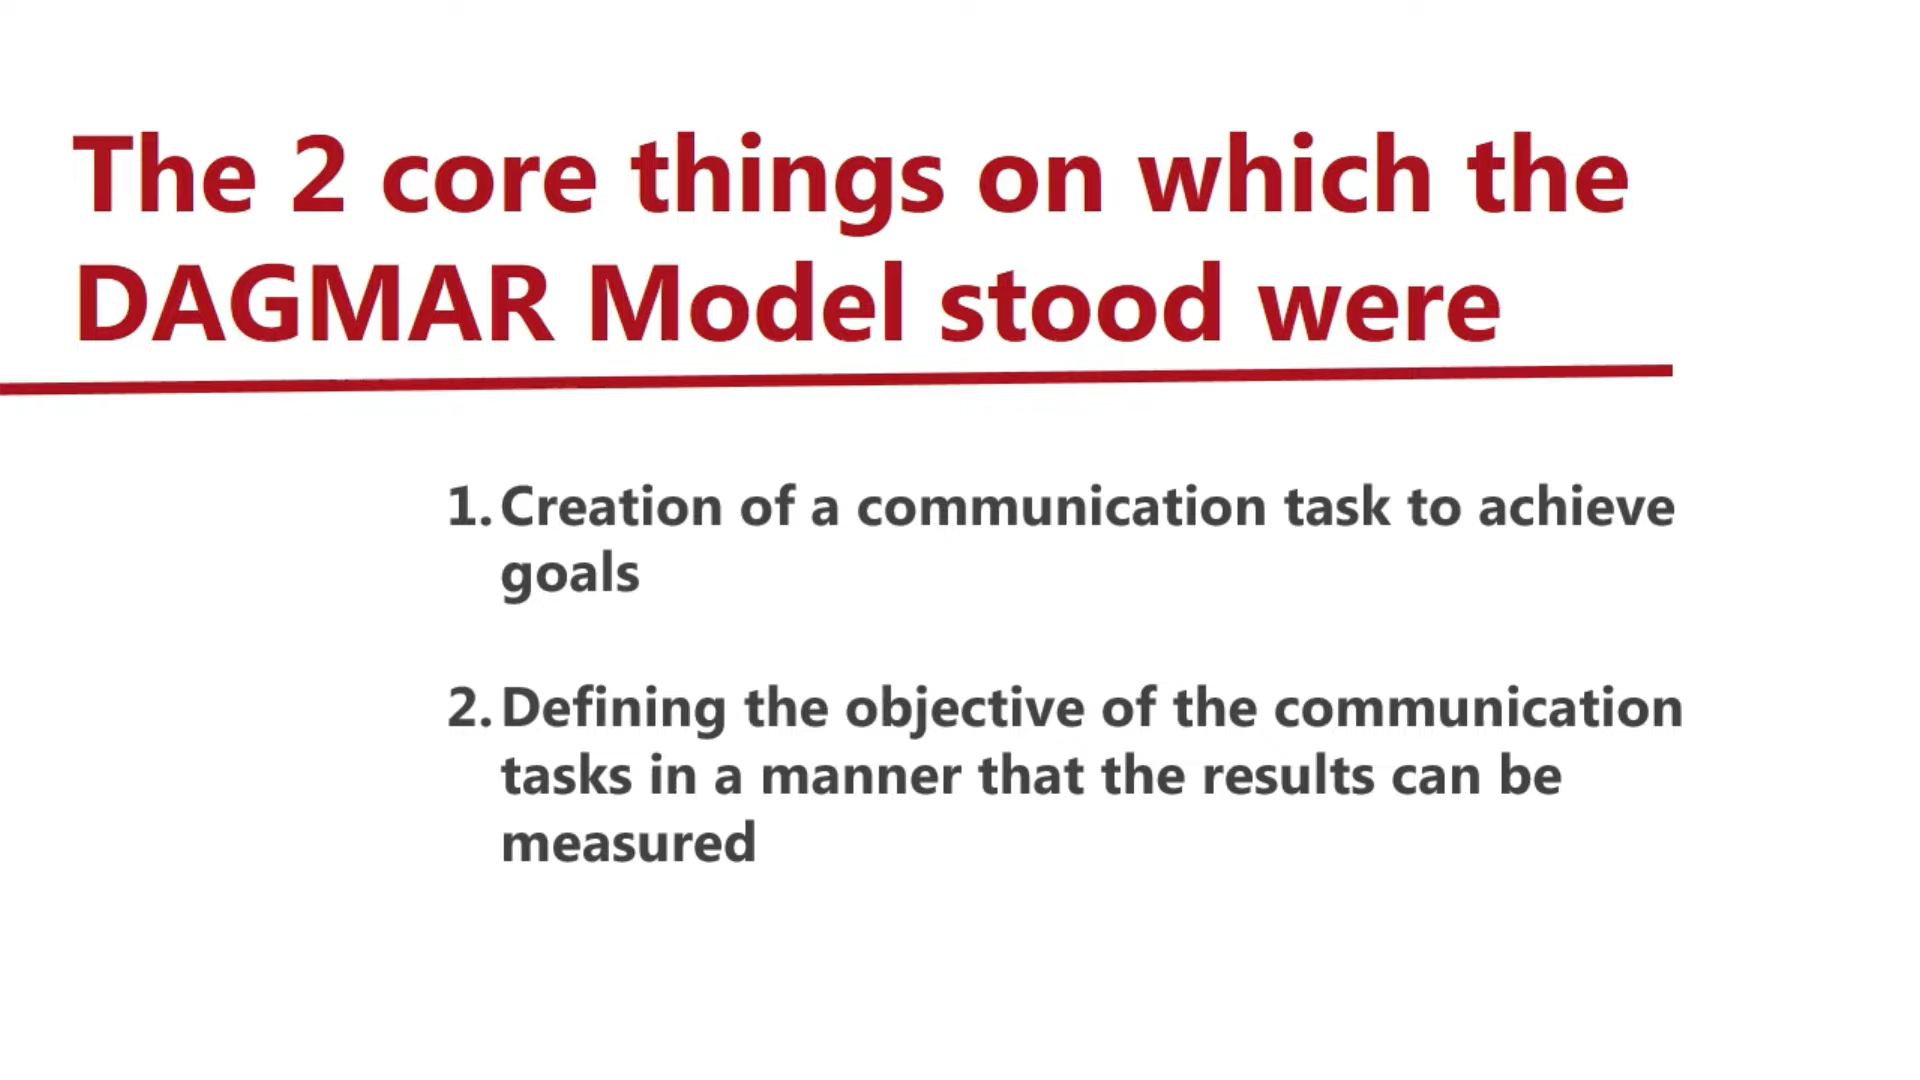 The 2 core things on which the
DAGMAR Model stood were
1. Creation of a communication task to achieve
goals
2. Defining the objective of the communication
tasks in a manner that the results can be
measured